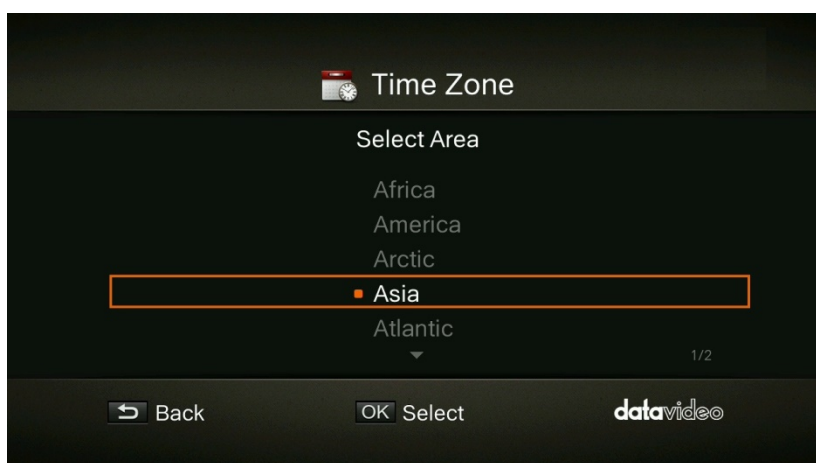 Time Zone
Select Area
Africa
America
Arctic
Asia
Atlantic
1/2
Back
OK Select
datavideo